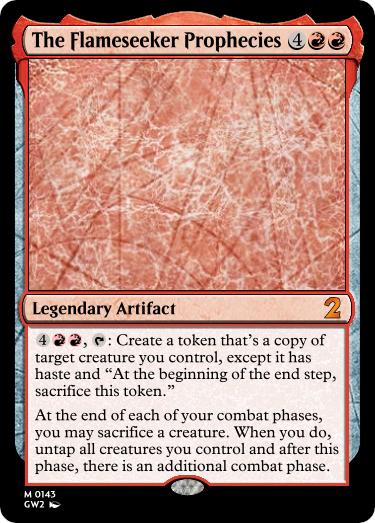 The Flameseeker Prophecies 4
Legendary Artifact 2
4, : Create a token that's a copy of
target creature you control, except it has
haste and “At the beginning of the end step,
sacrifice this token.”
At the end of each of your combat phases,
you may sacrifice a creature. When you do,
untap all creatures you control and after this
phase, there is an additional combat phase.
M 0143
GW2